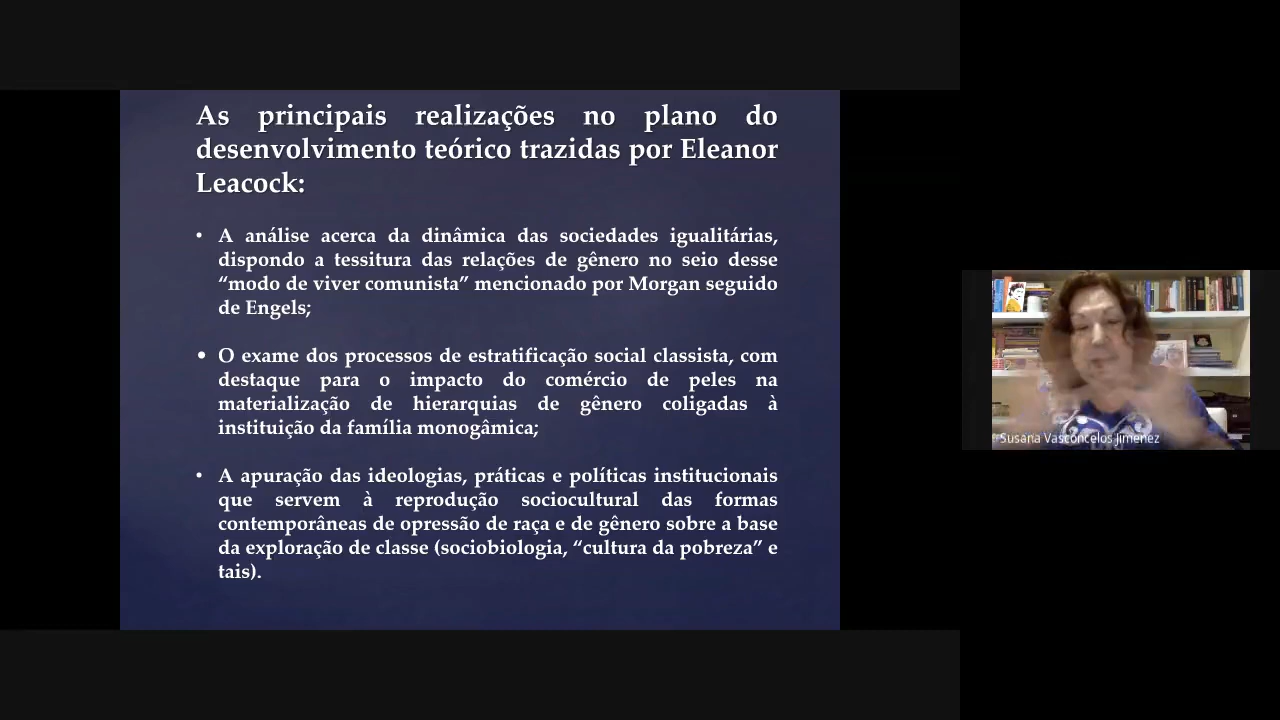 As principais realizações no plano do
desenvolvimento teórico trazidas por Eleanor
Leacock:
• A análise acerca da dinâmica das sociedades igualitárias,
dispondo a tessitura das relações de gênero no seio desse
“modo de viver comunista” mencionado por Morgan seguido
de Engels;
• O exame dos processos de estratificação social classista, com
destaque para o impacto do comércio de peles na
materialização de hierarquias de gênero coligadas à
instituição da família monogâmica;
• A apuração das ideologias, práticas e políticas institucionais
que servem à reprodução sociocultural das formas
contemporâneas de opressão de raça e de gênero sobre a base
da exploração de classe (sociobiologia, “cultura da pobreza” e
tais).
Susana Vasconcelos Jimenez